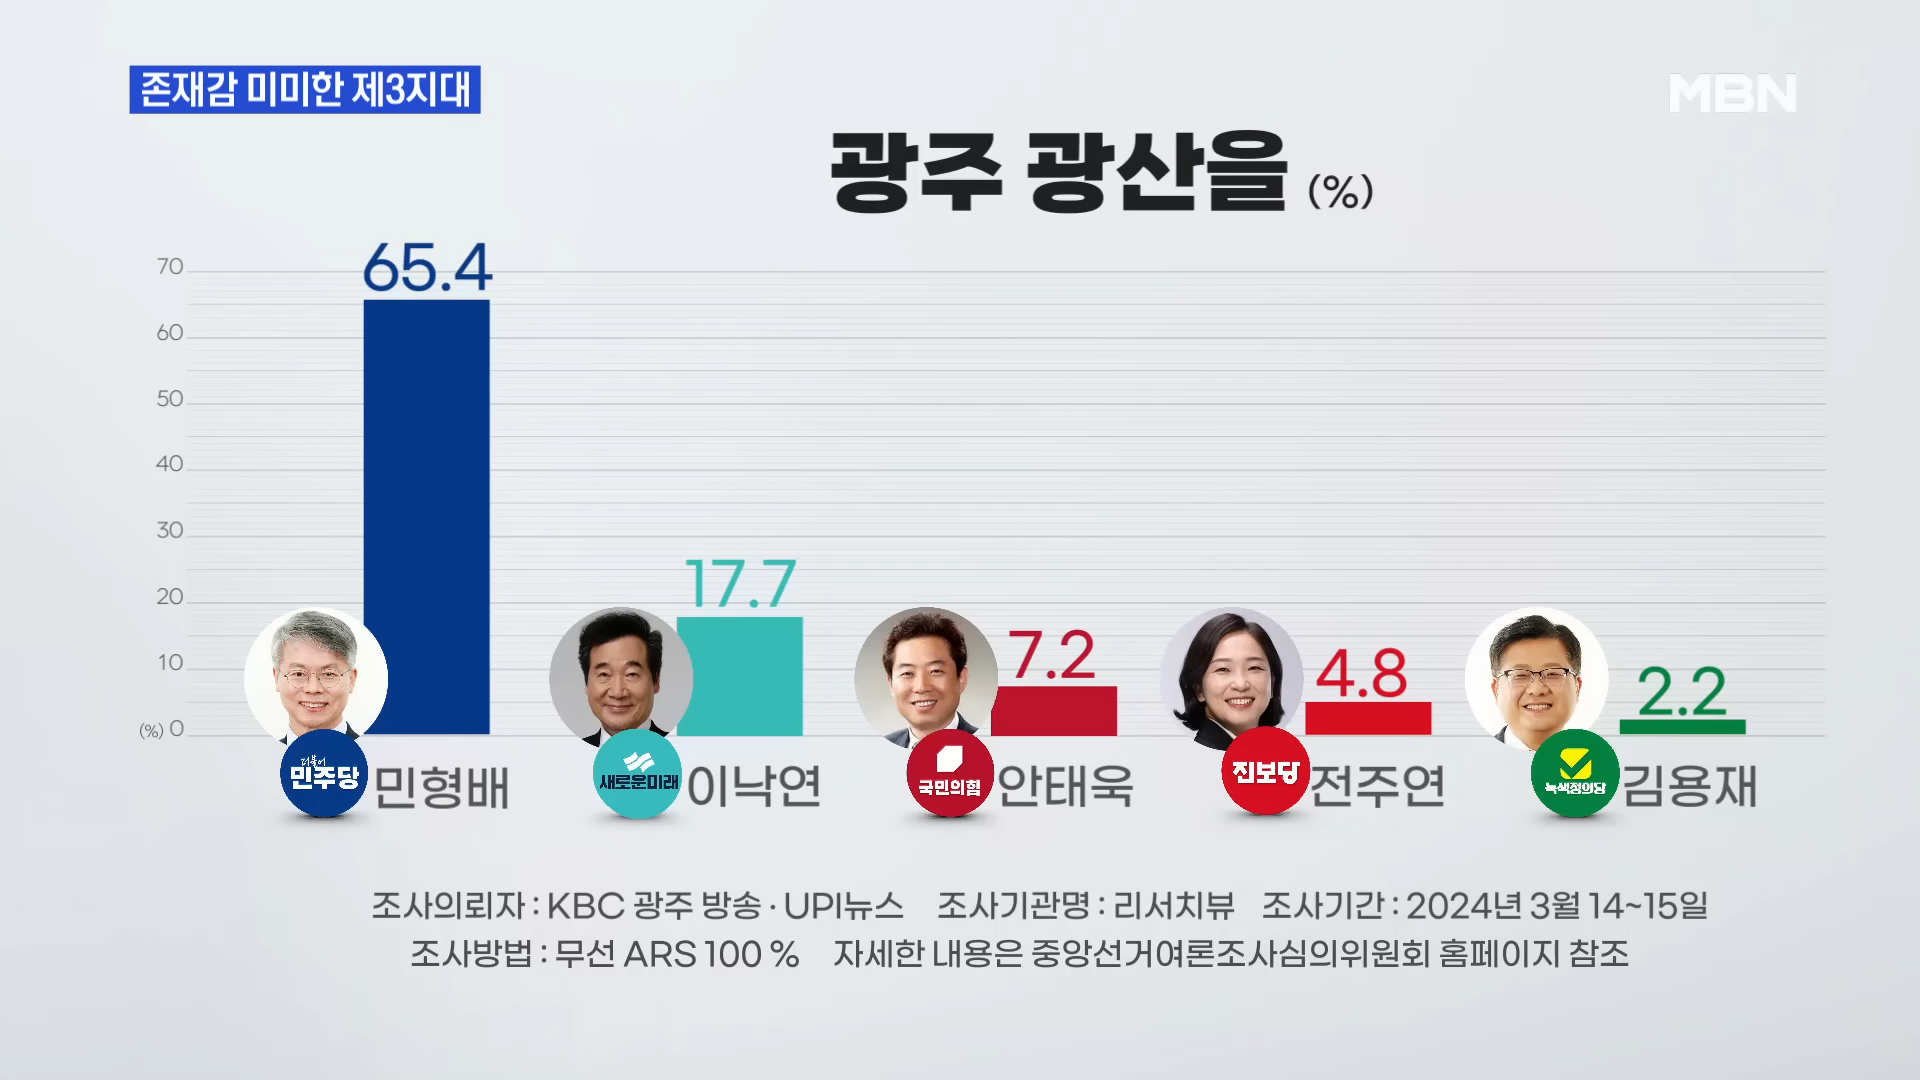 존재감 미미한 제3지대
MBN
광주 광산을 (%)
65.4
17.7
7.2
4.8
2.2
70
60
50
40
30
20
10
(%) 0
더불어
민주당
민형배
새로운미래
이낙연
국민의힘
안태욱
진보당
전주연
녹색정의당
김용재
조사의뢰자 : KBC 광주 방송 · UPI뉴스 조사기관명 : 리서치뷰 조사기간 : 2024년 3월 14~15일
조사방법 : 무선 ARS 100 % 자세한 내용은 중앙선거여론조사심의위원회 홈페이지 참조